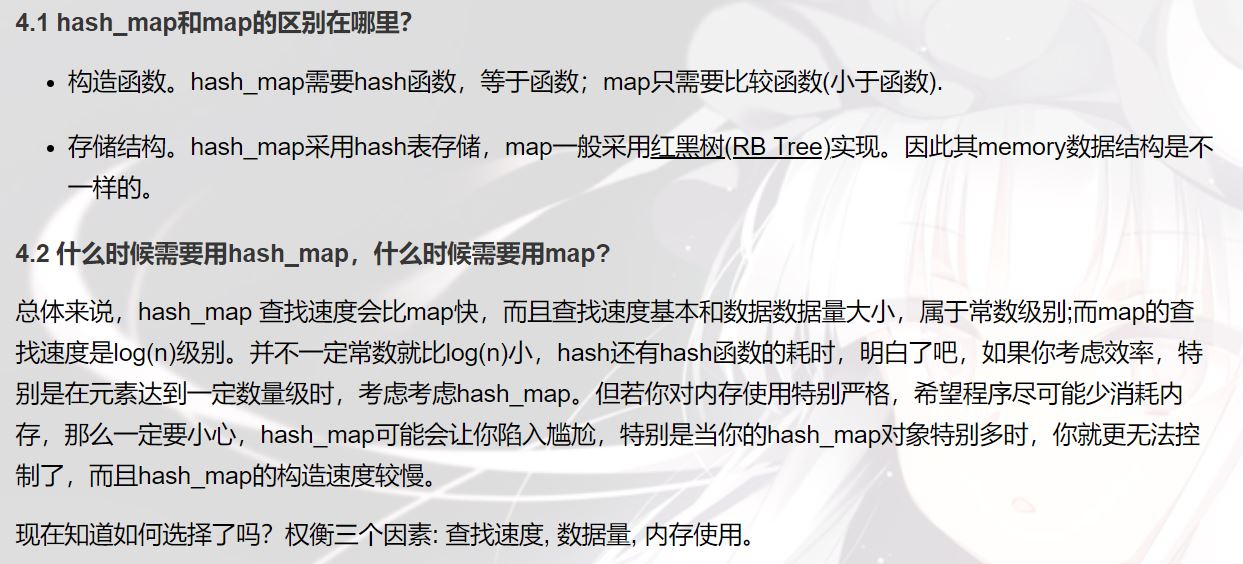 4.1 hash_map和map的区别在哪里？
• 构造函数。hash_map需要hash函数，等于函数；map只需要比较函数(小于函数).
• 存储结构。hash_map采用hash表存储，map一般采用红黑树(RB Tree)实现。因此其memory数据结构是不
一样的。
4.2 什么时候需要用hash_map，什么时候需要用map?
总体来说，hash_map 查找速度会比map快，而且查找速度基本和数据数据量大小，属于常数级别;而map的查
找速度是log(n)级别。并不一定常数就比log(n)小，hash还有hash函数的耗时，明白了吧，如果你考虑效率，特
别是在元素达到一定数量级时，考虑考虑hash_map。但若你对内存使用特别严格，希望程序尽可能少消耗内
存，那么一定要小心，hash_map可能会让你陷入尴尬，特别是当你的hash_map对象特别多时，你就更无法控
制了，而且hash_map的构造速度较慢。
现在知道如何选择了吗？权衡三个因素: 查找速度, 数据量, 内存使用。